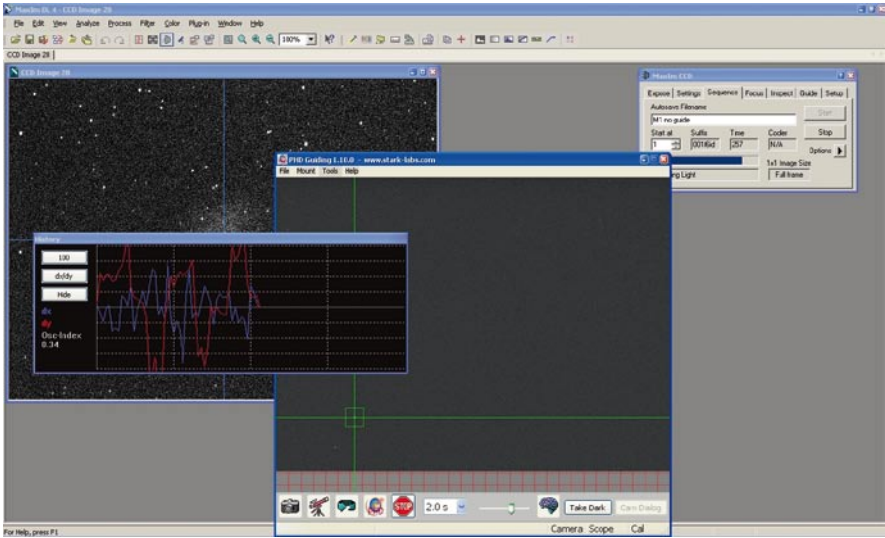 MaxIm DL 4 - CCD Image 28
File Edit View Analyze Process Filter Color Plug-in Window Help
100%
CCD Image 28
CCD Image 28
MaxIm CCD
Expose Settings Sequence Focus Inspect Guide Setup
Autosave Filename
M1 no guide
Start
Start at Suffix Time Cooler Stop
1 257 N/A Options
1x1 Image Size
ng Light Full frame
PHD Guiding 1.10.0 - www.stark-labs.com
File Mount Tools Help
History
100
dx/dy
Hide
dx
dy
Osc-Index
0.34
STOP 2.0 s Take Dark Cam Dialog
Camera Scope Cal
For Help, press F1